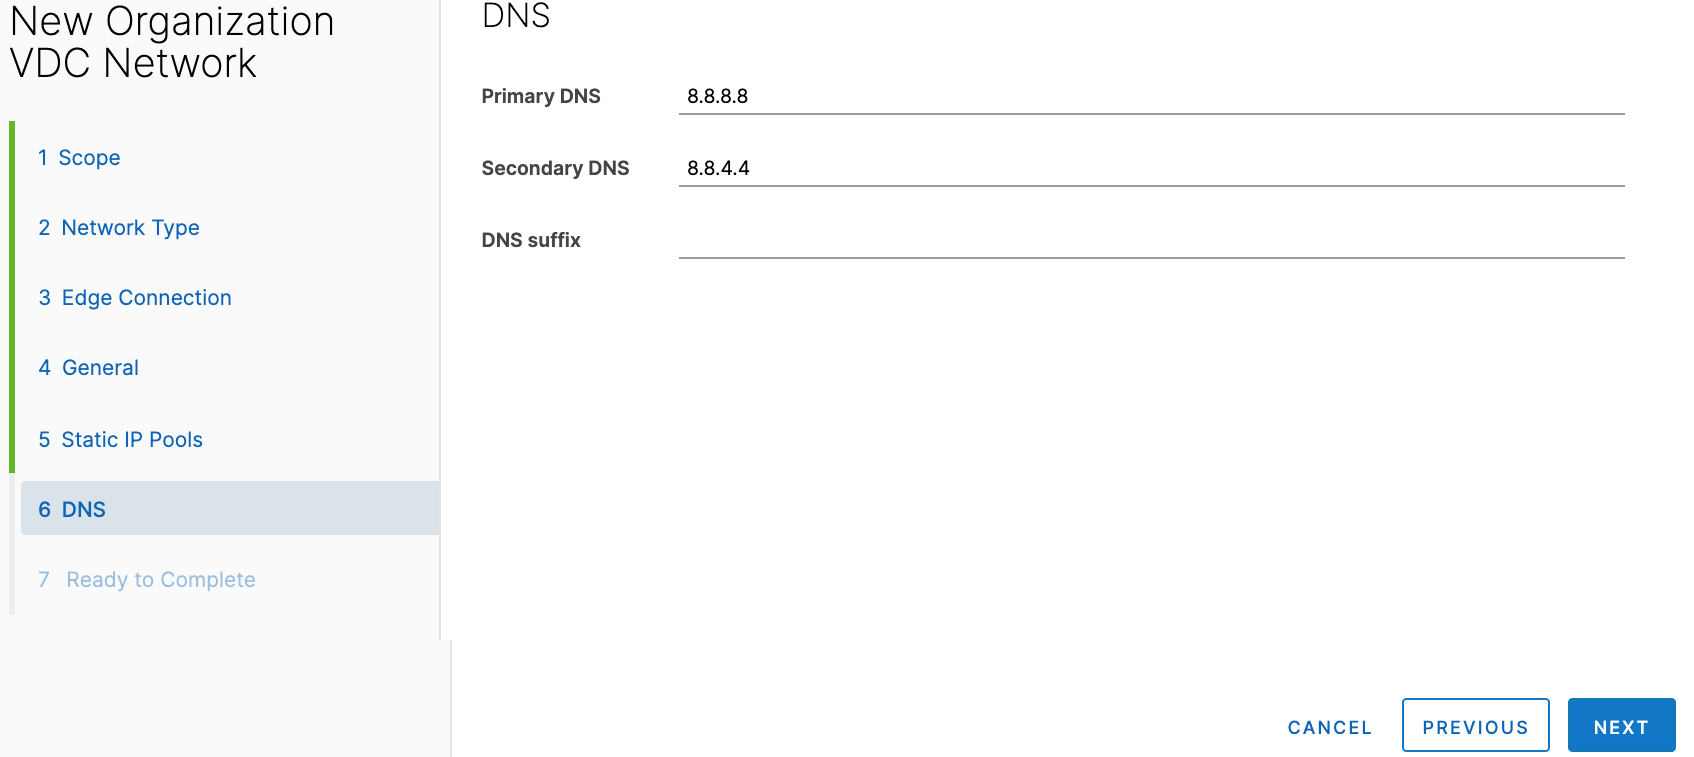 New Organization
VDC Network
1 Scope
2 Network Type
3 Edge Connection
4 General
5 Static IP Pools
6 DNS
7 Ready to Complete
DNS
Primary DNS 8.8.8.8
Secondary DNS 8.8.4.4
DNS suffix
CANCEL PREVIOUS NEXT